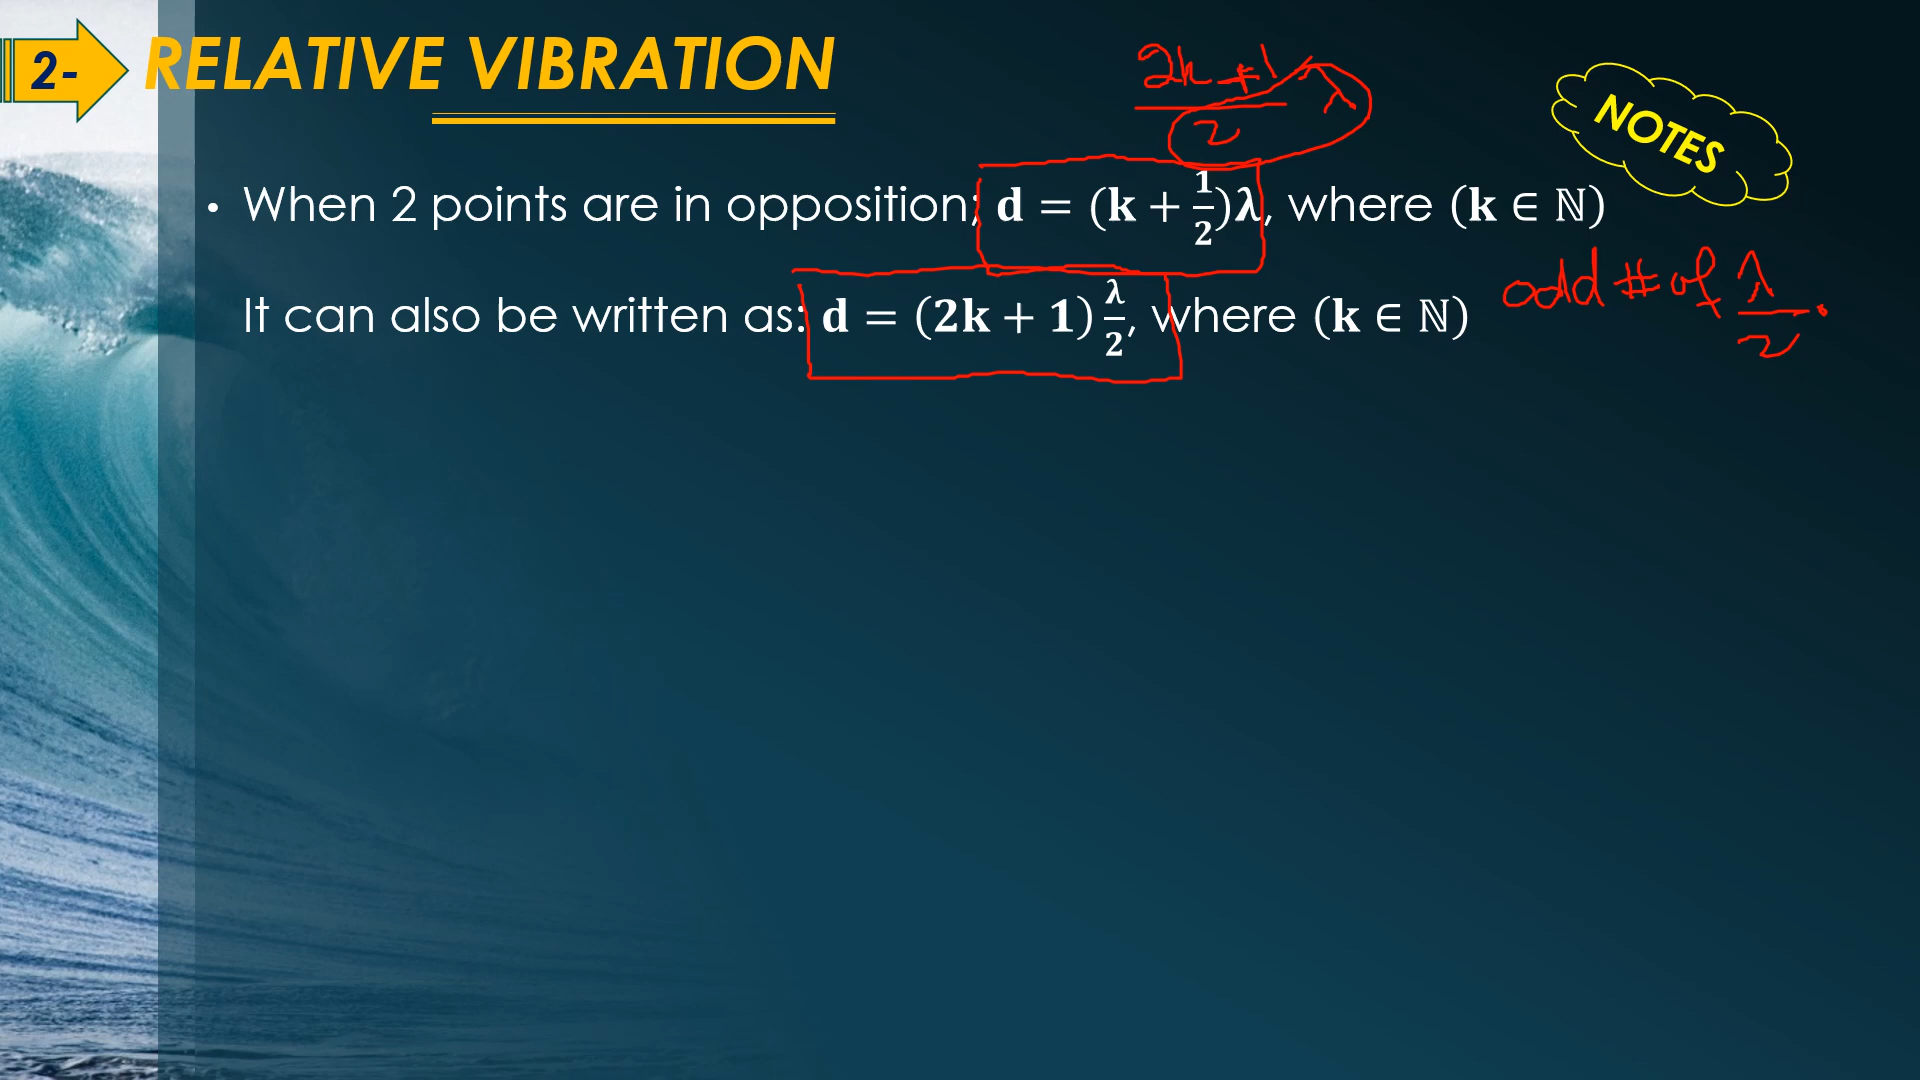 2- RELATIVE VIBRATION
2k+1/2 λ
NOTES
• When 2 points are in opposition; d = (k + 1/2)λ, where (k ∈ ℕ)
It can also be written as: d = (2k + 1) λ/2, where (k ∈ ℕ)
odd # of λ/2.